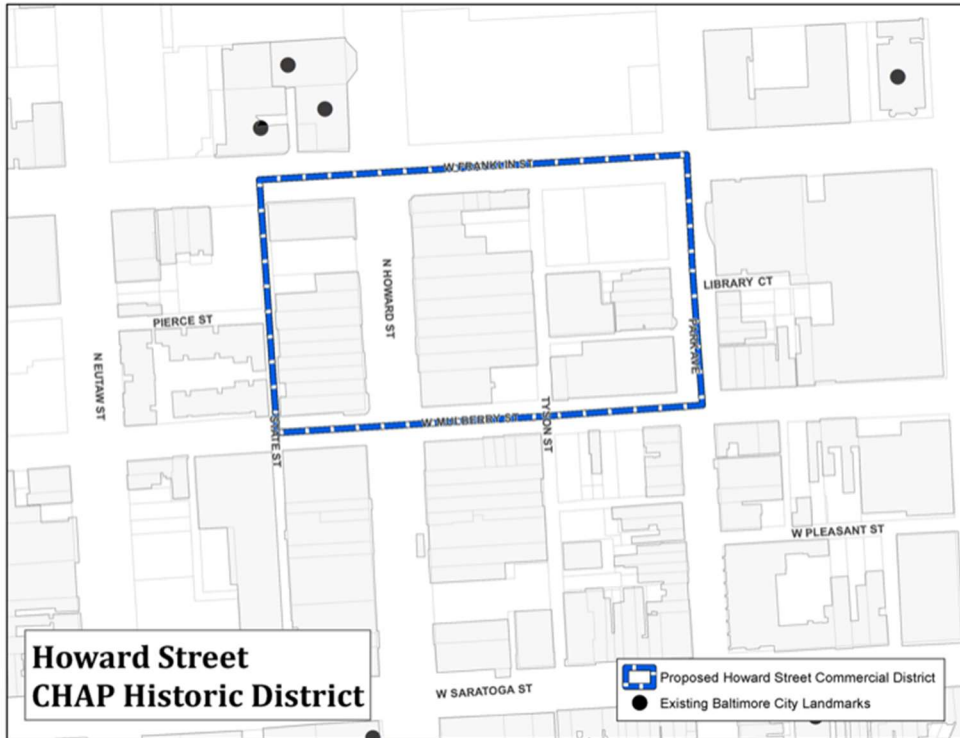 W FRANKLIN ST
N HOWARD ST
LIBRARY CT
PIERCE ST
PARK AVE
N EUTAW ST
W MULBERRY ST
TYSON ST
W PLEASANT ST
Howard Street
CHAP Historic District
W SARATOGA ST
Proposed Howard Street Commercial District
Existing Baltimore City Landmarks